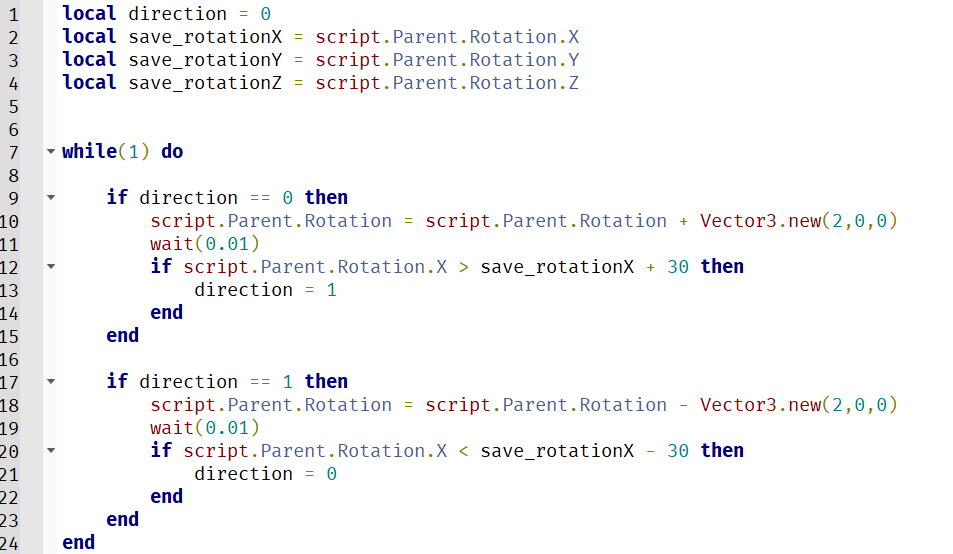 1 local direction = 0
2 local save_rotationX = script.Parent.Rotation.X
3 local save_rotationY = script.Parent.Rotation.Y
4 local save_rotationZ = script.Parent.Rotation.Z
5
6
7 while(1) do
8
9     if direction == 0 then
10         script.Parent.Rotation = script.Parent.Rotation + Vector3.new(2,0,0)
11         wait(0.01)
12         if script.Parent.Rotation.X > save_rotationX + 30 then
13             direction = 1
14         end
15     end
16
17     if direction == 1 then
18         script.Parent.Rotation = script.Parent.Rotation - Vector3.new(2,0,0)
19         wait(0.01)
20         if script.Parent.Rotation.X < save_rotationX - 30 then
21             direction = 0
22         end
23     end
24 end